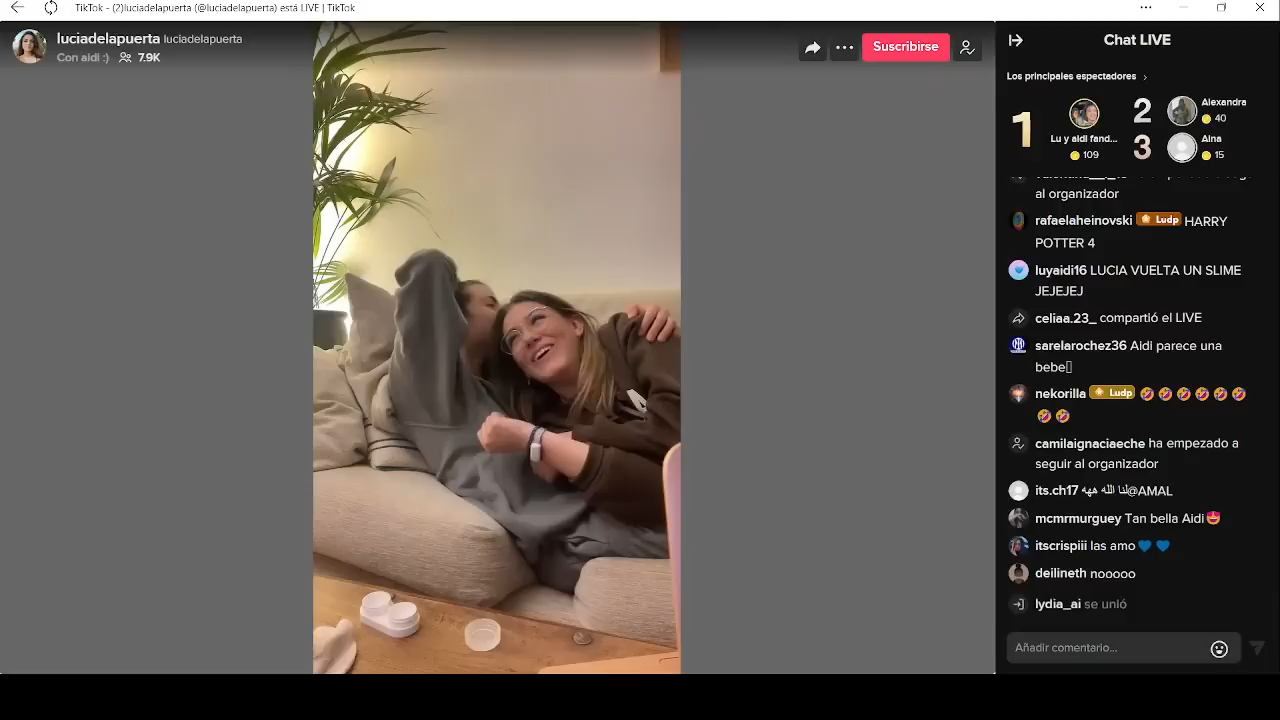 TikTok - (2)luciadelapuerta (@luciadelapuerta) está LIVE | TikTok
luciadelapuerta luciadelapuerta
Con aidi :) 7.9K
Suscribirse
Chat LIVE
Los principales espectadores
1 Lu y aidi fand... 109
2 Alexandra 40
3 Aina 15
al organizador
rafaelaheinovski Ludp HARRY
POTTER 4
luyaidi16 LUCIA VUELTA UN SLIME
JEJEJEJ
celiaa.23_ compartió el LIVE
sarelarochez36 Aidi parece una
bebe
nekorilla Ludp 🤣🤣🤣🤣🤣🤣
🤣🤣
camilaignaciaeche ha empezado a
seguir al organizador
its.ch17 لنا الله ههه@AMAL
mcmrmurguey Tan bella Aidi😍
itscrispiii las amo💙💙
deilineth nooooo
lydia_ai se unió
Añadir comentario...